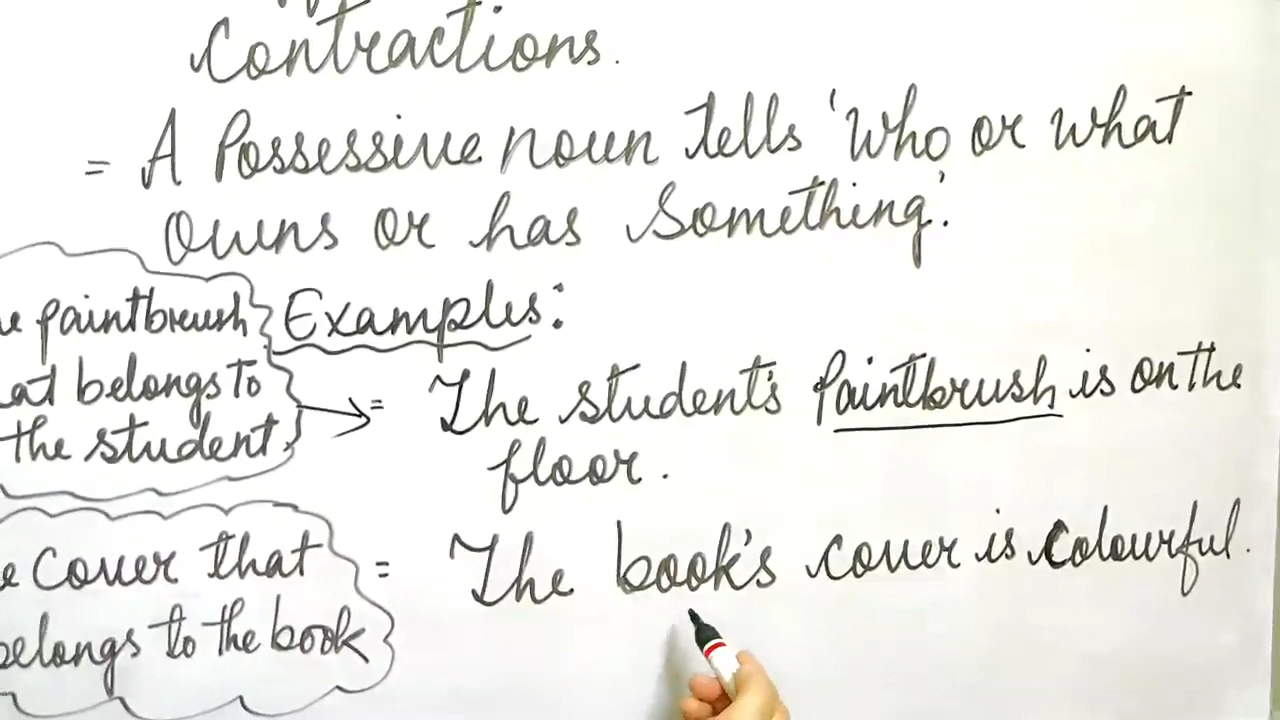 Contractions.
= A Possessive noun tells 'who or what
owns or has Something'.
Examples:
paintbrush
belongs to
the student
= The student's Paintbrush is on the
floor.
Cover that
belongs to the book
= The book's cover is Colourful.